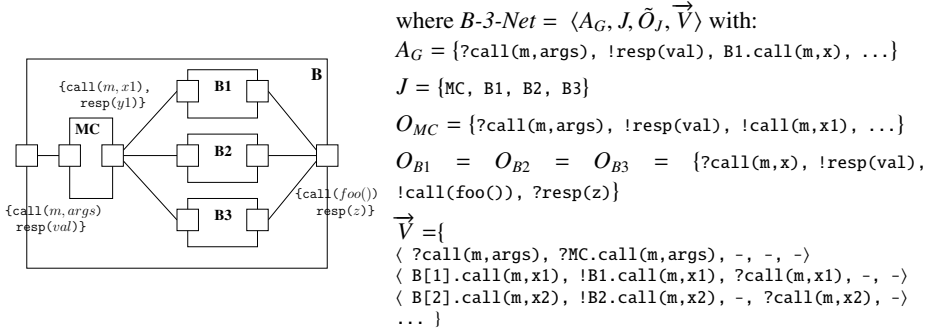 B
{call(m, x1),
resp(y1)}
MC
B1
B2
B3
{call(foo())
resp(z)}
{call(m, args)
resp(val)}
where B-3-Net = ⟨A_G, J, Õ_J, V⃗⟩ with:
A_G = {?call(m,args), !resp(val), B1.call(m,x), ...}
J = {MC, B1, B2, B3}
O_MC = {?call(m,args), !resp(val), !call(m,x1), ...}
O_B1 = O_B2 = O_B3 = {?call(m,x), !resp(val),
!call(foo()), ?resp(z)}
V⃗ ={
⟨ ?call(m,args), ?MC.call(m,args), -, -, -⟩
⟨ B[1].call(m,x1), !B1.call(m,x1), ?call(m,x1), -, -⟩
⟨ B[2].call(m,x2), !B2.call(m,x2), -, ?call(m,x2), -⟩
... }